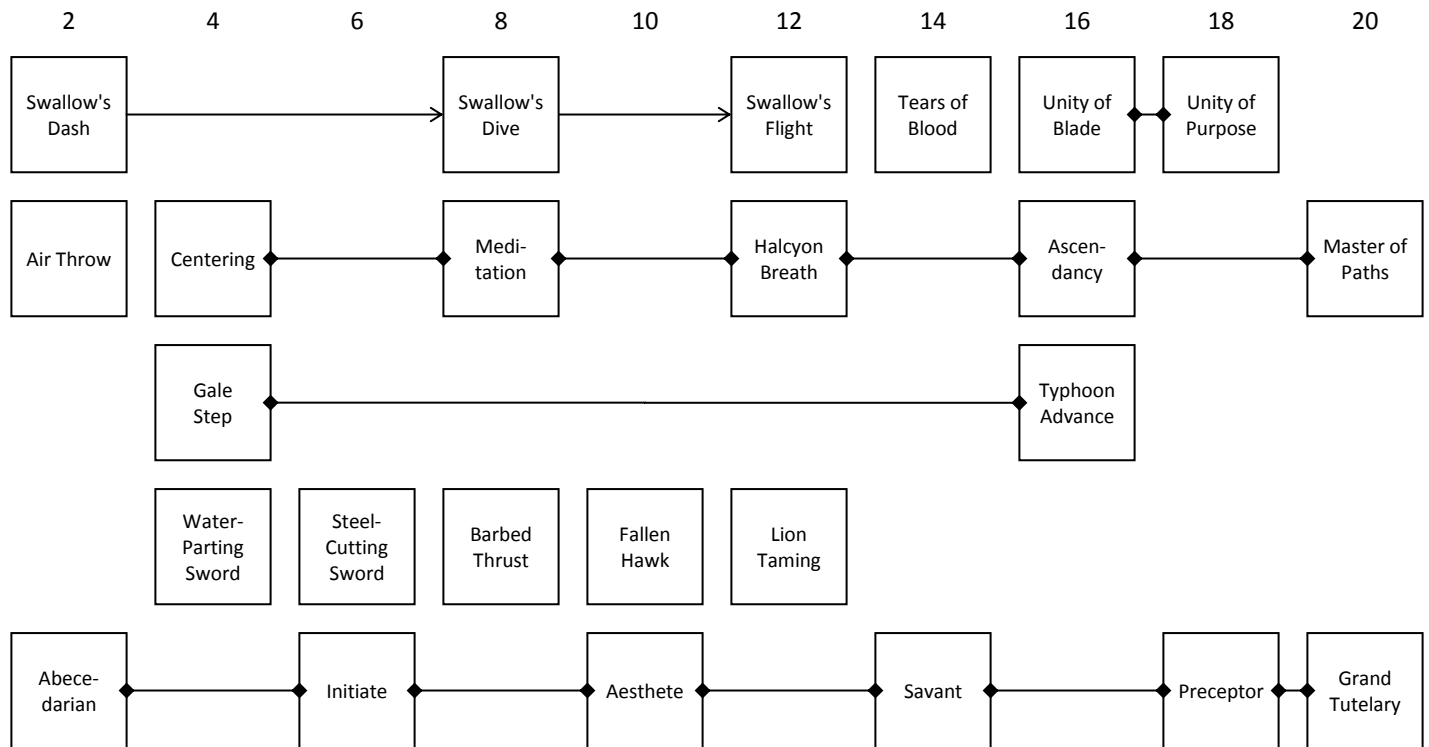 2 4 6 8 10 12 14 16 18 20
Swallow's
Dash
Swallow's
Dive
Swallow's
Flight
Tears of
Blood
Unity of
Blade
Unity of
Purpose
Air Throw
Centering
Medi-
tation
Halcyon
Breath
Ascen-
dancy
Master of
Paths
Gale
Step
Typhoon
Advance
Water-
Parting
Sword
Steel-
Cutting
Sword
Barbed
Thrust
Fallen
Hawk
Lion
Taming
Abece-
darian
Initiate
Aesthete
Savant
Preceptor
Grand
Tutelary